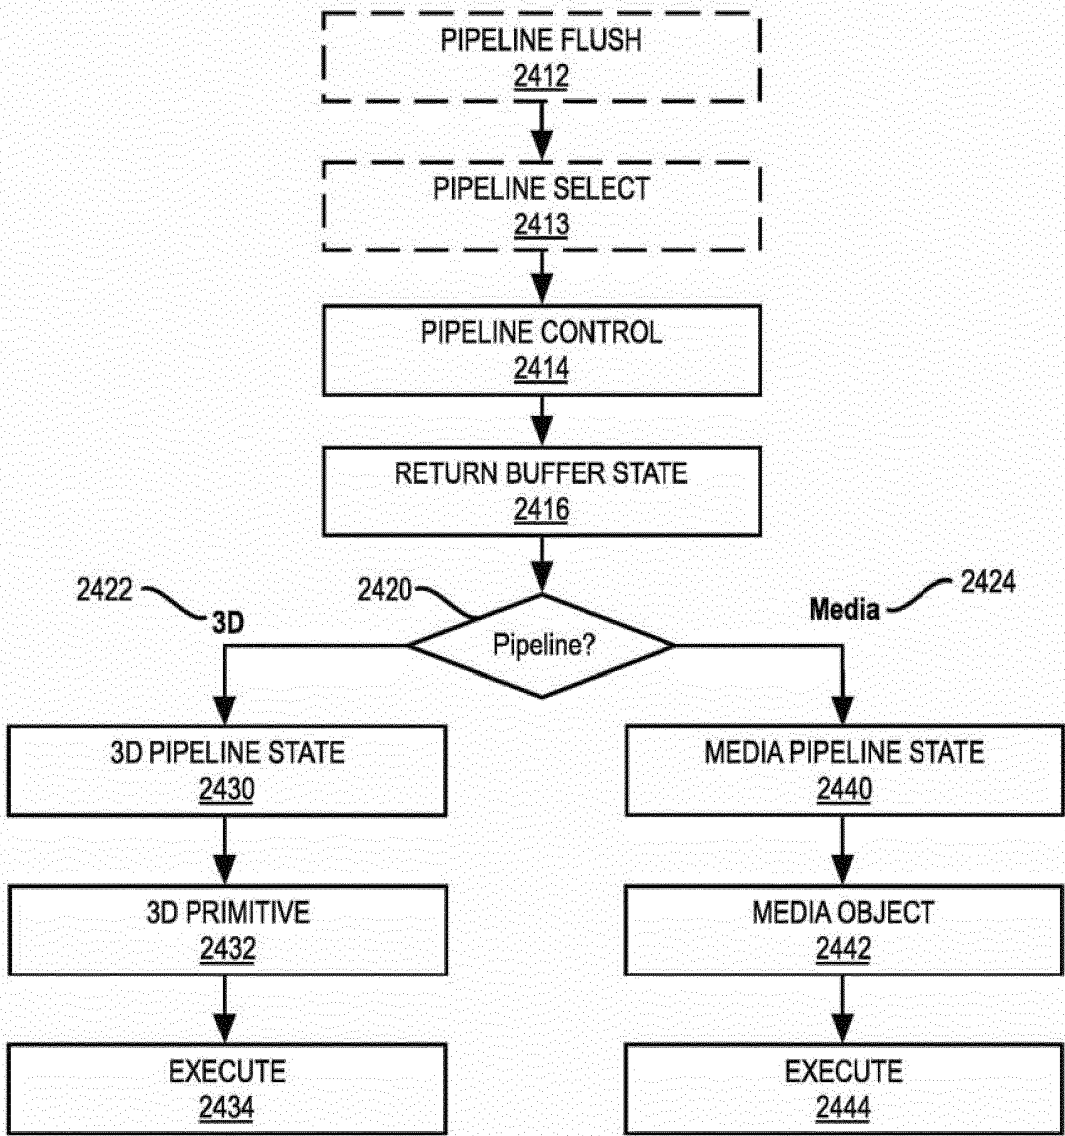 PIPELINE FLUSH
2412
PIPELINE SELECT
2413
PIPELINE CONTROL
2414
RETURN BUFFER STATE
2416
2422
3D
2420
Pipeline?
Media
2424
3D PIPELINE STATE
2430
MEDIA PIPELINE STATE
2440
3D PRIMITIVE
2432
MEDIA OBJECT
2442
EXECUTE
2434
EXECUTE
2444